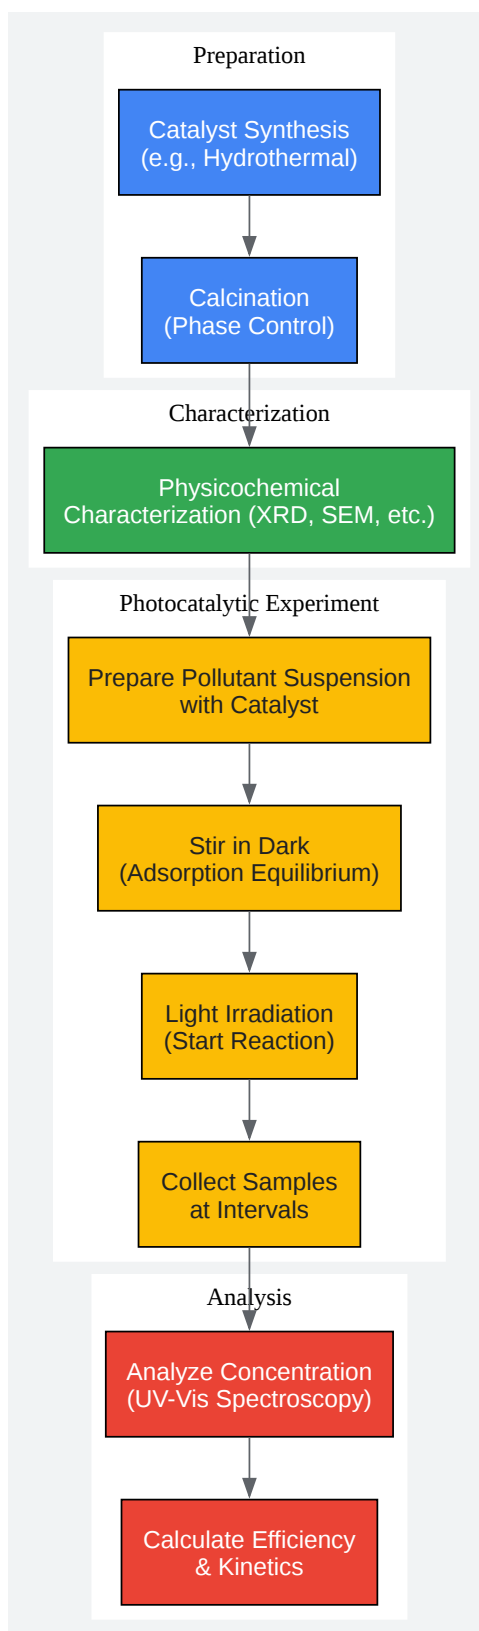 Preparation
Catalyst Synthesis
(e.g., Hydrothermal)
Calcination
(Phase Control)
Characterization
Physicochemical
Characterization (XRD, SEM, etc.)
Photocatalytic Experiment
Prepare Pollutant Suspension
with Catalyst
Stir in Dark
(Adsorption Equilibrium)
Light Irradiation
(Start Reaction)
Collect Samples
at Intervals
Analysis
Analyze Concentration
(UV-Vis Spectroscopy)
Calculate Efficiency
& Kinetics